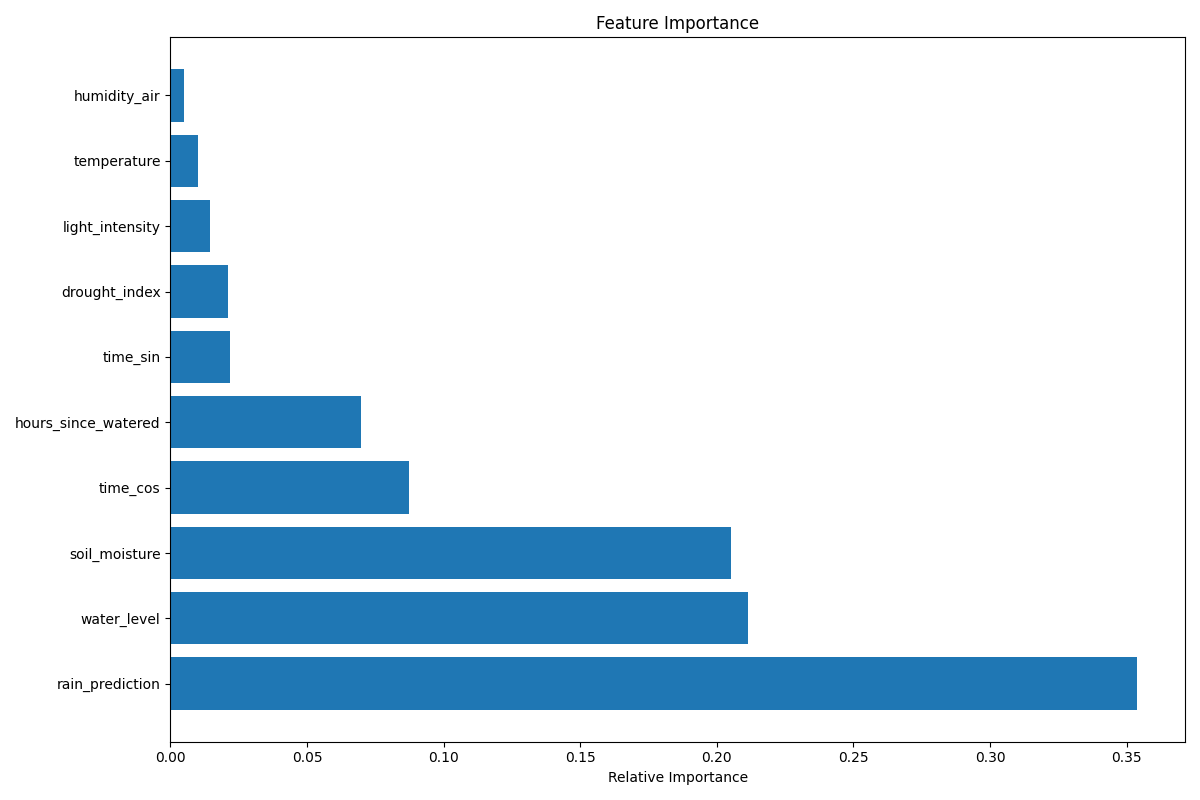 Feature Importance
humidity_air
temperature
light_intensity
drought_index
time_sin
hours_since_watered
time_cos
soil_moisture
water_level
rain_prediction
0.00 0.05 0.10 0.15 0.20 0.25 0.30 0.35
Relative Importance